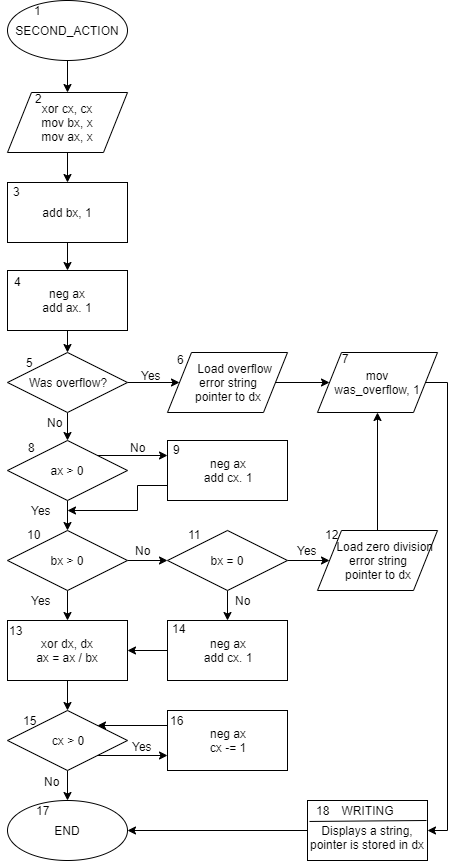 1
SECOND_ACTION
2
xor cx, cx
mov bx, x
mov ax, x
3
add bx, 1
4
neg ax
add ax. 1
5
Was overflow?
Yes
No
6
Load overflow
error string
pointer to dx
7
mov
was_overflow, 1
8
ax > 0
No
Yes
9
neg ax
add cx. 1
10
bx > 0
No
Yes
11
bx = 0
Yes
No
12
Load zero division
error string
pointer to dx
13
xor dx, dx
ax = ax / bx
14
neg ax
add cx. 1
15
cx > 0
Yes
No
16
neg ax
cx -= 1
17
END
18 WRITING
Displays a string,
pointer is stored in dx